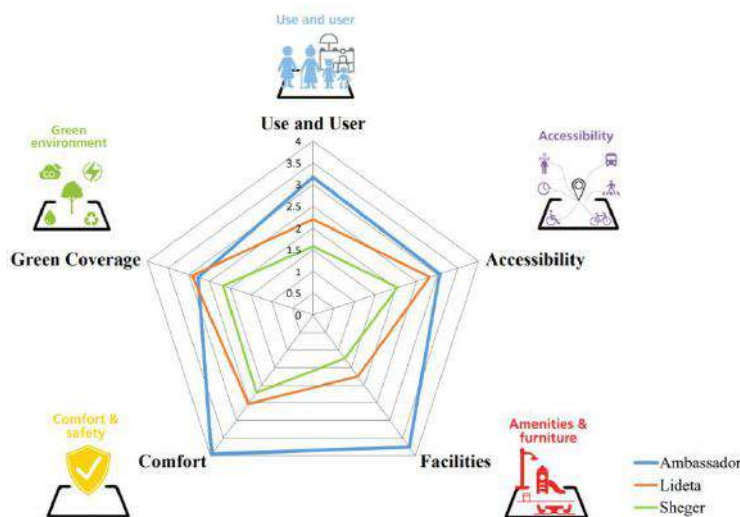 Use and user
Use and User
Green
environment
CO2
Accessibility
4
3.5
3
2.5
2
1.5
1
0.5
0
Green Coverage
Accessibility
Comfort &
safety
Amenities &
furniture
Comfort
Facilities
Ambassador
Lideta
Sheger